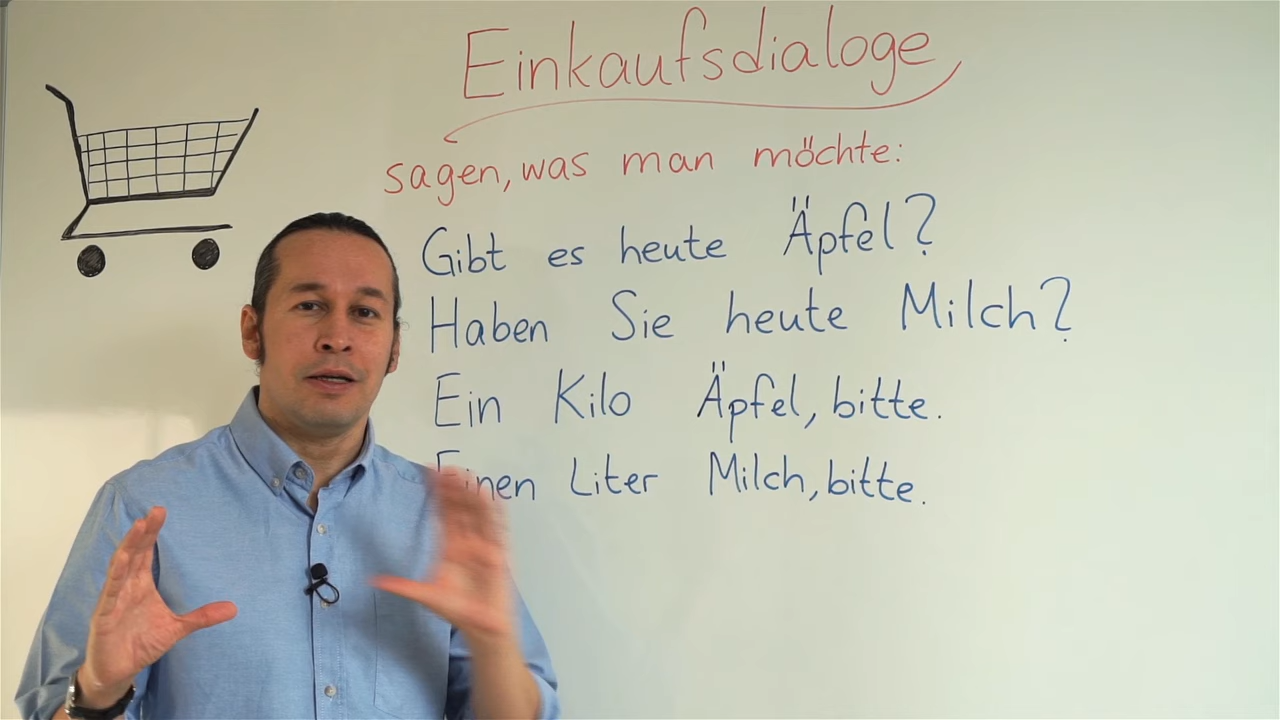 Einkaufsdialoge
sagen, was man möchte:
Gibt es heute Äpfel?
Haben Sie heute Milch?
Ein Kilo Äpfel, bitte.
Einen Liter Milch, bitte.